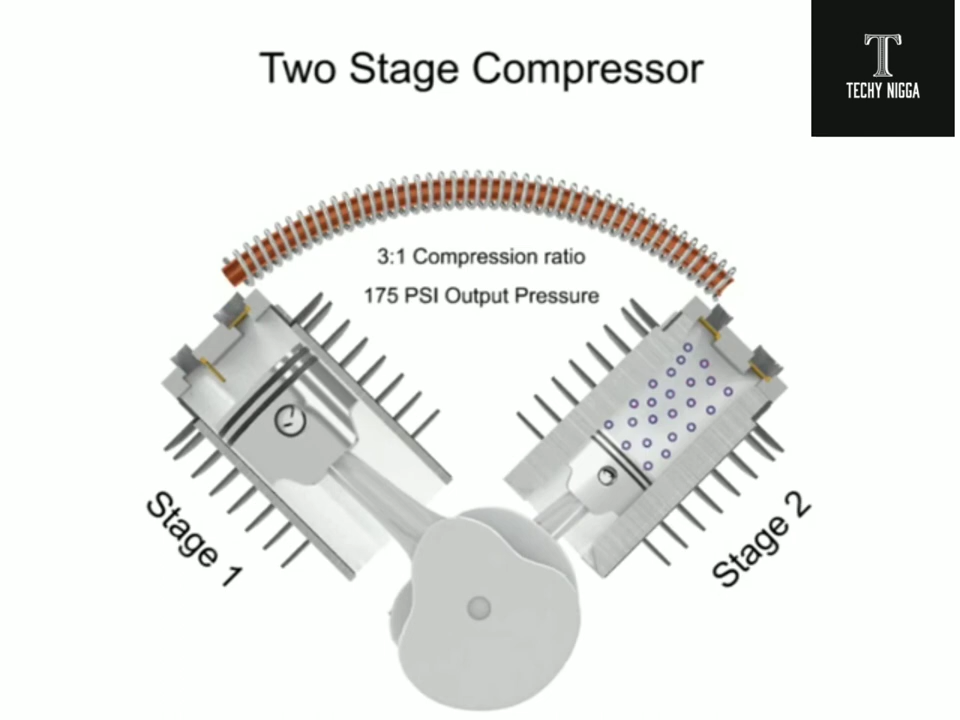 Two Stage Compressor
T
TECHY NIGGA
3:1 Compression ratio
175 PSI Output Pressure
Stage 1
Stage 2